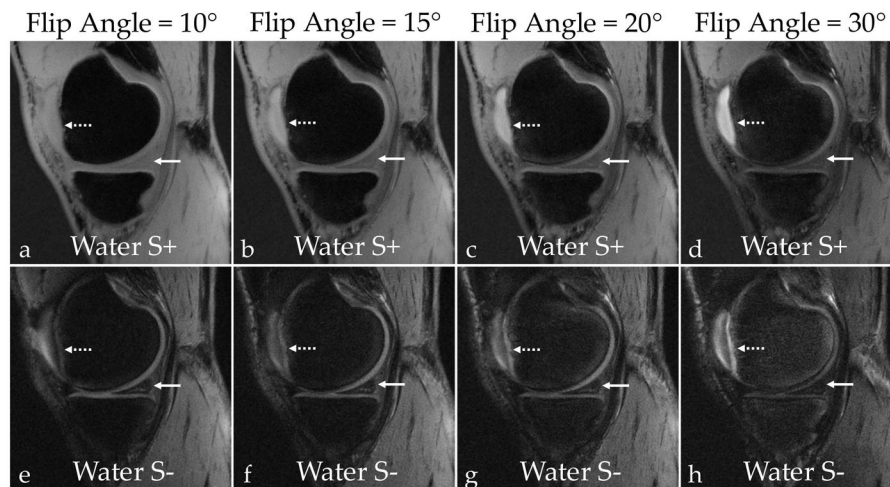 Flip Angle = 10° Flip Angle = 15° Flip Angle = 20° Flip Angle = 30°
a Water S+ b Water S+ c Water S+ d Water S+
e Water S- f Water S- g Water S- h Water S-